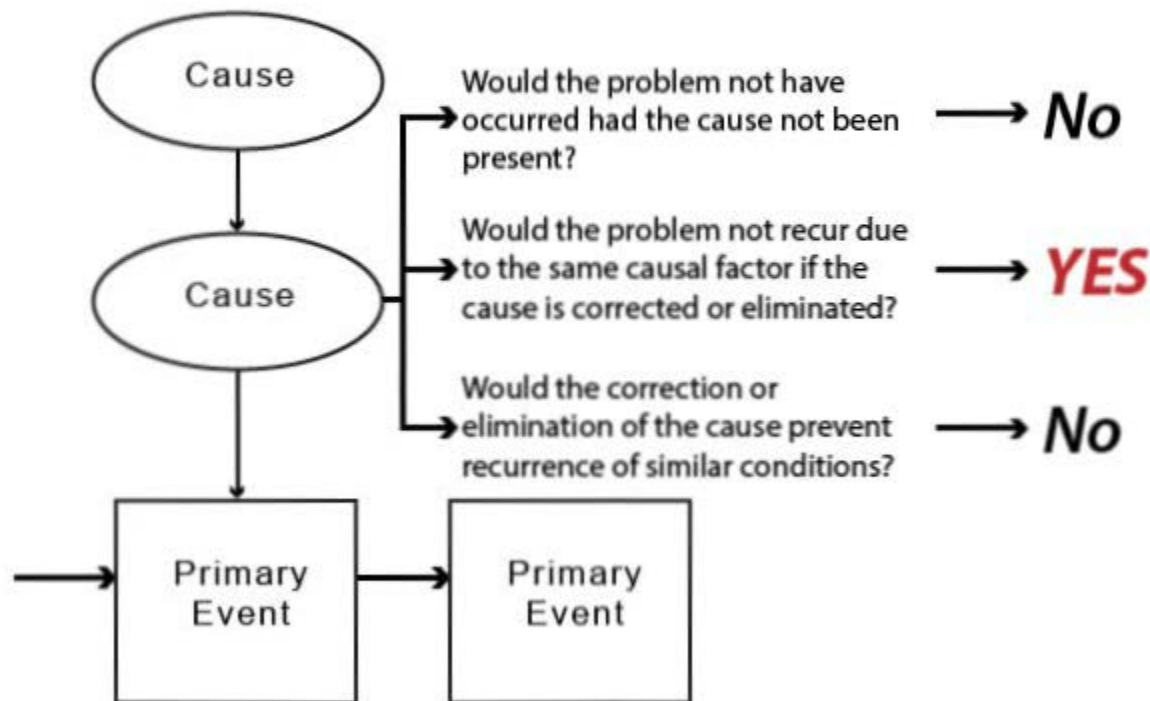 Cause
Would the problem not have
occurred had the cause not been
present?
No
Cause
Would the problem not recur due
to the same causal factor if the
cause is corrected or eliminated?
YES
Would the correction or
elimination of the cause prevent
recurrence of similar conditions?
No
Primary
Event
Primary
Event